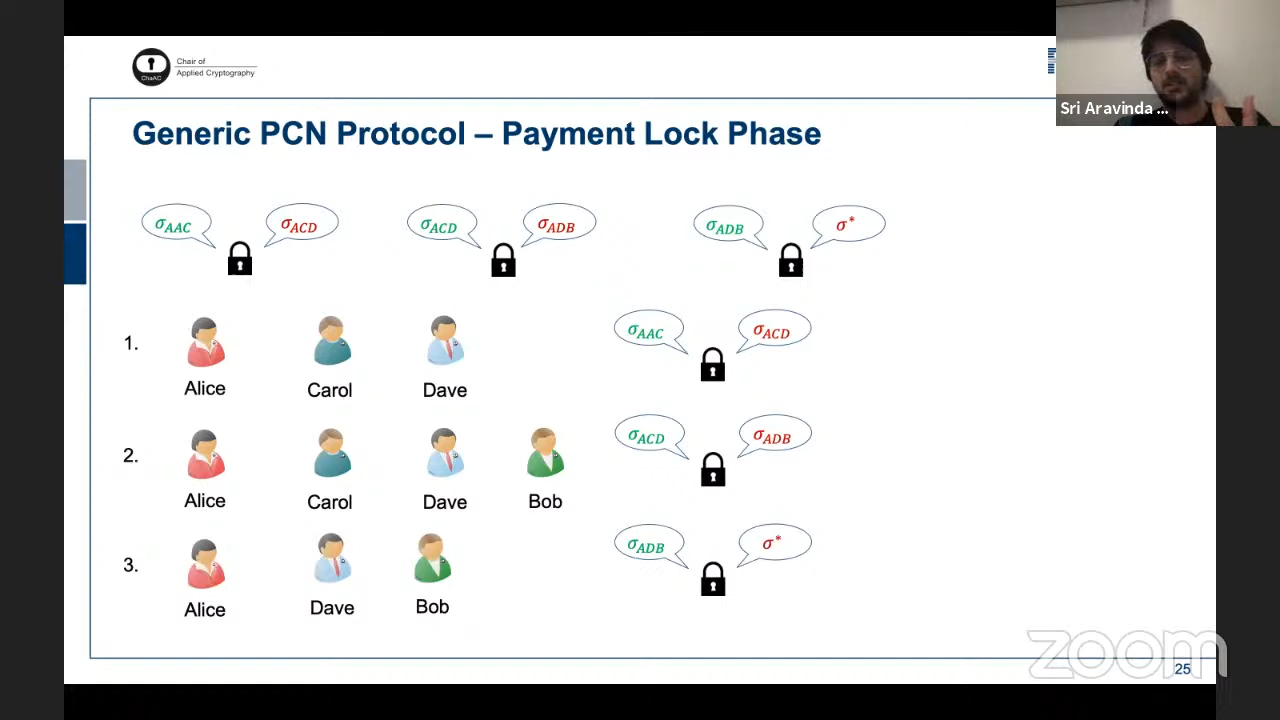 Chair of
Applied Cryptography
ChaAC
Sri Aravinda ...
Generic PCN Protocol – Payment Lock Phase
σ_AAC σ_ACD σ_ACD σ_ADB σ_ADB σ*
1.
σ_AAC σ_ACD
Alice Carol Dave
2.
σ_ACD σ_ADB
Alice Carol Dave Bob
3.
σ_ADB σ*
Alice Dave Bob
zoom
25